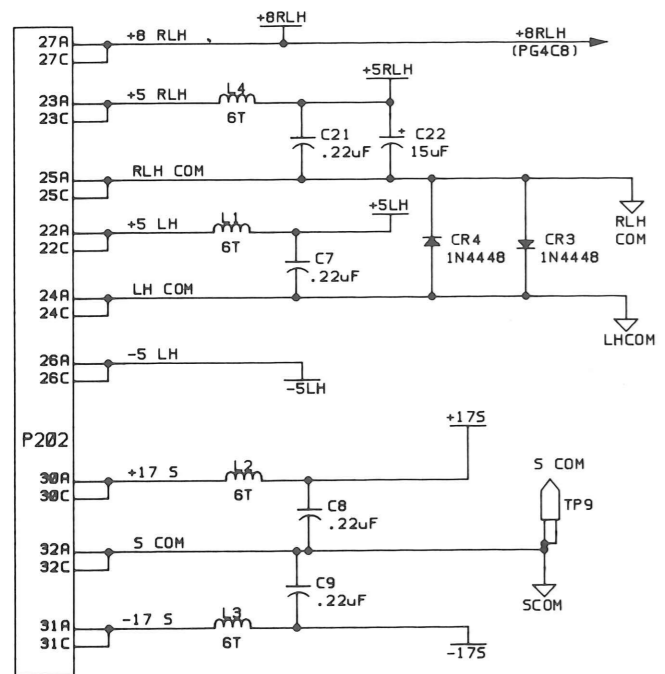 +8RLH
27A +8 RLH +8RLH
27C (PG4C8)
+5RLH
23A +5 RLH L4
23C 6T
C21 + C22
.22uF 15uF
25A RLH COM
25C
RLH
COM
22A +5 LH L1 +5LH
22C 6T
C7
.22uF
CR4 CR3
1N4448 1N4448
24A LH COM
24C
LHCOM
26A -5 LH
26C
-5LH
+17S
P202
30A +17 S L2
30C 6T
S COM
TP9
C8
.22uF
32A S COM
32C
C9
.22uF
SCOM
31A -17 S L3
31C 6T
-17S